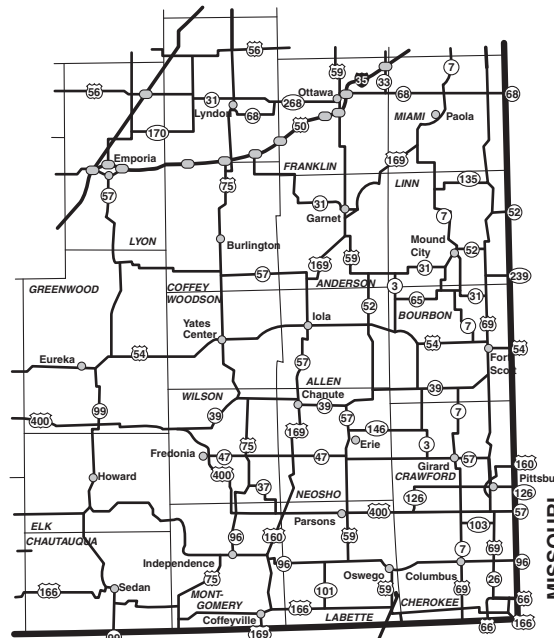 56
59
35
33
7
56
31
Lyndon
68
268
Ottawa
68
68
50
MIAMI
Paola
170
Emporia
FRANKLIN
169
57
75
31
LINN
135
Garnet
7
52
LYON
Burlington
Mound
City
52
59
169
31
57
ANDERSON
239
GREENWOOD
COFFEY
WOODSON
3
52
65
31
BOURBON
Yates
Center
Iola
7
69
54
54
54
Fort
Scott
Eureka
57
ALLEN
WILSON
Chanute
39
99
39
39
57
7
400
169
146
75
Erie
3
Fredonia
47
47
Girard
57
400
CRAWFORD
160
Howard
37
NEOSHO
126
Pittsbu
126
Parsons
400
57
ELK
96
160
59
103
CHAUTAUQUA
Independence
7
69
MISSOURI
96
96
Oswego
Columbus
75
166
Sedan
101
59
69
26
MONT-
GOMERY
166
CHEROKEE
66
Coffeyville
LABETTE
66
166
99
169